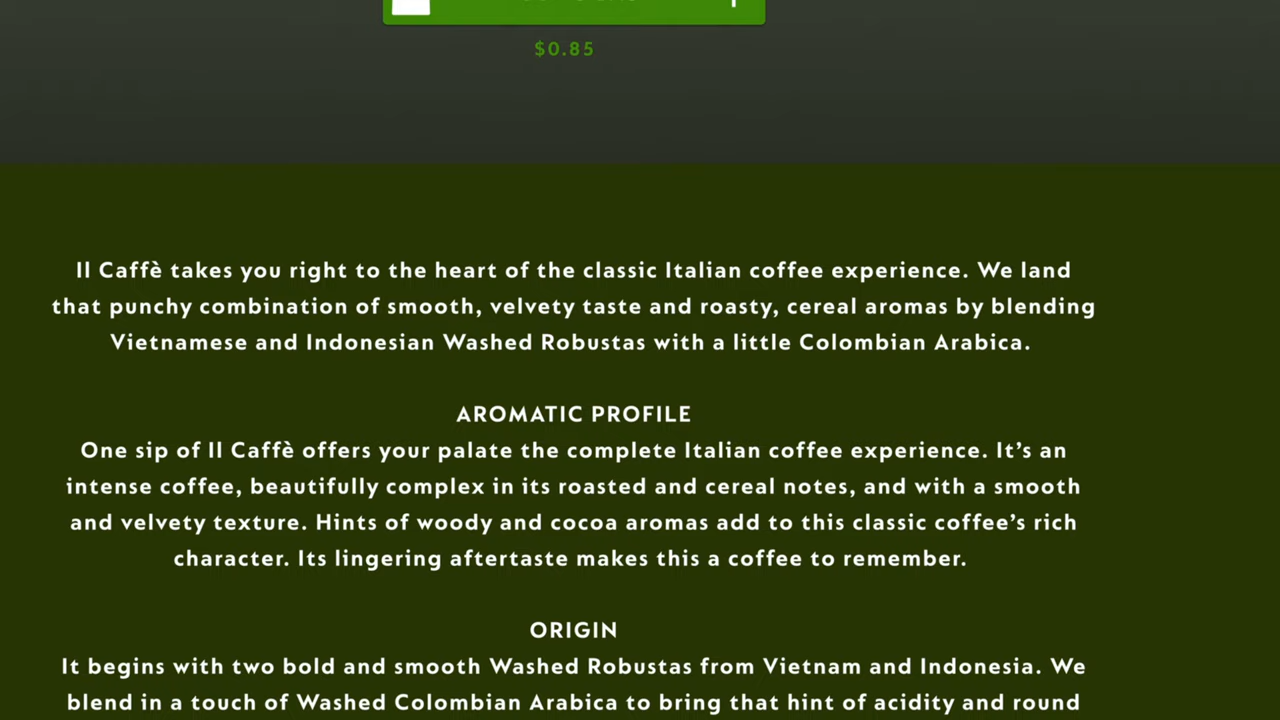 $0.85
Il Caffè takes you right to the heart of the classic Italian coffee experience. We land
that punchy combination of smooth, velvety taste and roasty, cereal aromas by blending
Vietnamese and Indonesian Washed Robustas with a little Colombian Arabica.
AROMATIC PROFILE
One sip of Il Caffè offers your palate the complete Italian coffee experience. It’s an
intense coffee, beautifully complex in its roasted and cereal notes, and with a smooth
and velvety texture. Hints of woody and cocoa aromas add to this classic coffee’s rich
character. Its lingering aftertaste makes this a coffee to remember.
ORIGIN
It begins with two bold and smooth Washed Robustas from Vietnam and Indonesia. We
blend in a touch of Washed Colombian Arabica to bring that hint of acidity and round